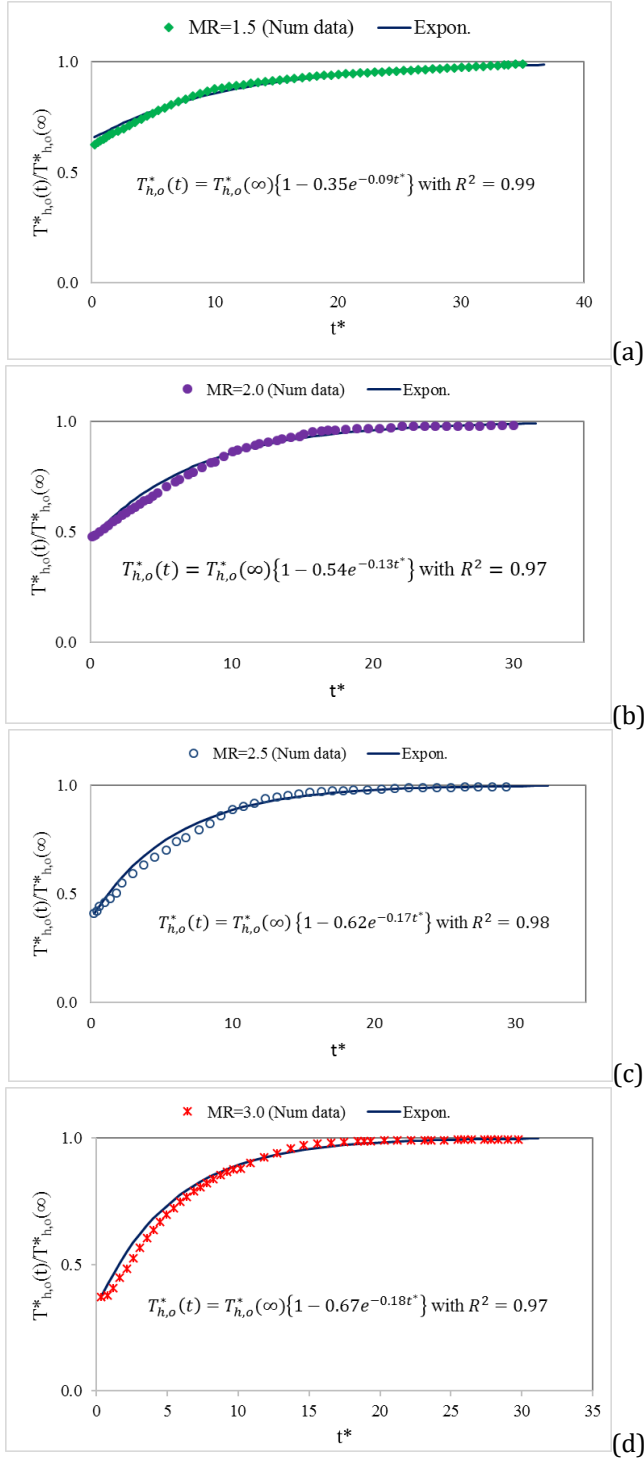 MR=1.5 (Num data) Expon.
T*h,o(t)/T*h,o(∞)
1.0
0.5
0.0
T*h,o(t) = T*h,o(∞){1 − 0.35e^−0.09t*} with R² = 0.99
0 10 20 30 40
t*
(a)
MR=2.0 (Num data) Expon.
T*h,o(t)/T*h,o(∞)
1.0
0.5
0.0
T*h,o(t) = T*h,o(∞){1 − 0.54e^−0.13t*} with R² = 0.97
0 10 20 30
t*
(b)
MR=2.5 (Num data) Expon.
T*h,o(t)/T*h,o(∞)
1.0
0.5
0.0
T*h,o(t) = T*h,o(∞) {1 − 0.62e^−0.17t*} with R² = 0.98
0 10 20 30
t*
(c)
MR=3.0 (Num data) Expon.
T*h,o(t)/T*h,o(∞)
1.0
0.5
0.0
T*h,o(t) = T*h,o(∞){1 − 0.67e^−0.18t*} with R² = 0.97
0 5 10 15 20 25 30 35
t*
(d)